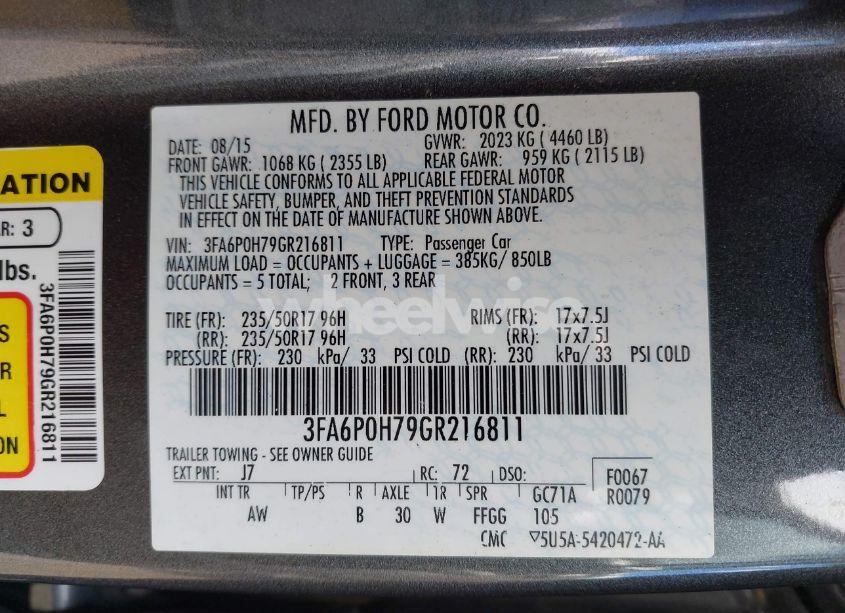 MFD. BY FORD MOTOR CO.
DATE: 08/15 GVWR: 2023 KG ( 4460 LB)
FRONT GAWR: 1068 KG ( 2355 LB) REAR GAWR: 959 KG ( 2115 LB)
THIS VEHICLE CONFORMS TO ALL APPLICABLE FEDERAL MOTOR
VEHICLE SAFETY, BUMPER, AND THEFT PREVENTION STANDARDS
IN EFFECT ON THE DATE OF MANUFACTURE SHOWN ABOVE.
VIN: 3FA6P0H79GR216811 TYPE: Passenger Car
MAXIMUM LOAD = OCCUPANTS + LUGGAGE = 385KG/ 850LB
OCCUPANTS = 5 TOTAL; 2 FRONT, 3 REAR
wheelwise
TIRE (FR): 235/50R17 96H RIMS (FR): 17x7.5J
(RR): 235/50R17 96H (RR): 17x7.5J
PRESSURE (FR): 230 kPa/ 33 PSI COLD (RR): 230 kPa/ 33 PSI COLD
3FA6P0H79GR216811
TRAILER TOWING - SEE OWNER GUIDE
EXT PNT: J7 RC: 72 DSO: F0067
R0079
INT TR TP/PS R AXLE TR SPR GC71A
AW B 30 W FFGG 105
CMC ▽5U5A-5420472-AA
ATION
AR: 3
lbs.
S
R
L
ON
3FA6P0H79GR216811